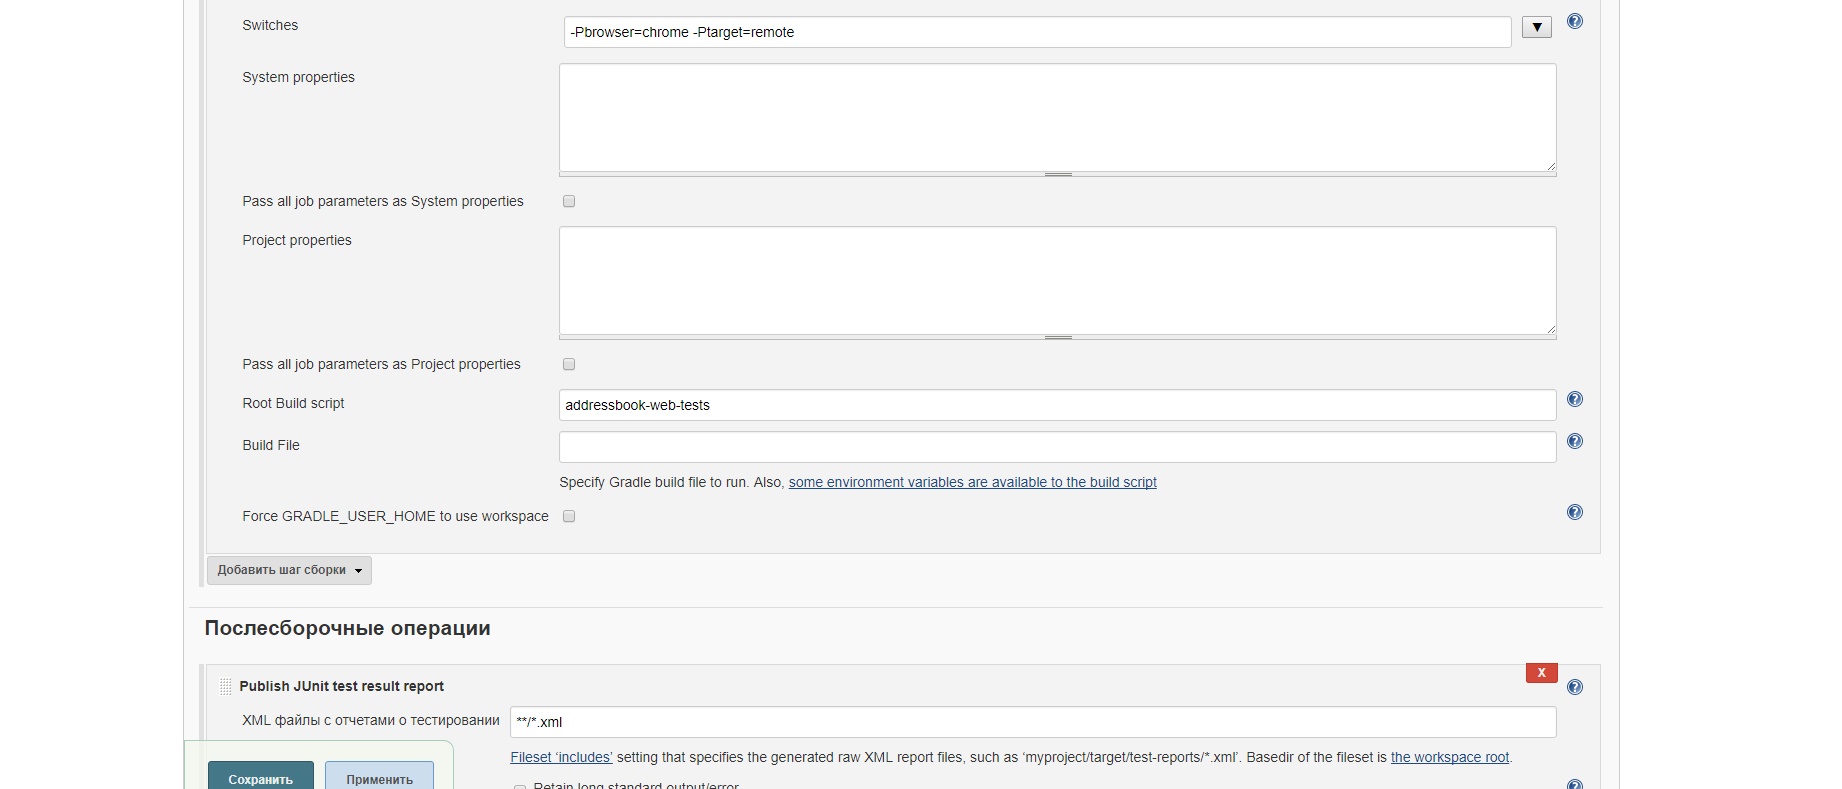 Switches
-Pbrowser=chrome -Ptarget=remote
▼
System properties
Pass all job parameters as System properties
Project properties
Pass all job parameters as Project properties
Root Build script
addressbook-web-tests
Build File
Specify Gradle build file to run. Also, some environment variables are available to the build script
Force GRADLE_USER_HOME to use workspace
Добавить шаг сборки
Послесборочные операции
X
Publish JUnit test result report
XML файлы с отчетами о тестировании
**/*.xml
Fileset ‘includes’ setting that specifies the generated raw XML report files, such as ‘myproject/target/test-reports/*.xml’. Basedir of the fileset is the workspace root.
Сохранить
Применить
Retain long standard output/error